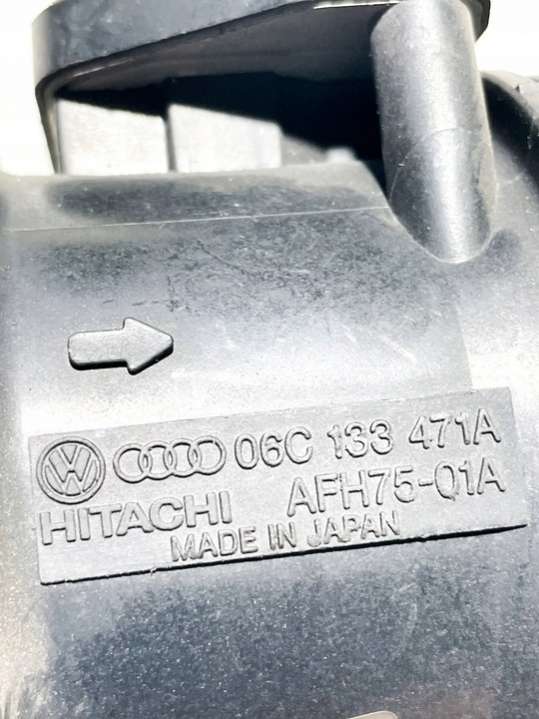 06C 133 471A
HITACHI AFH75-01A
MADE IN JAPAN